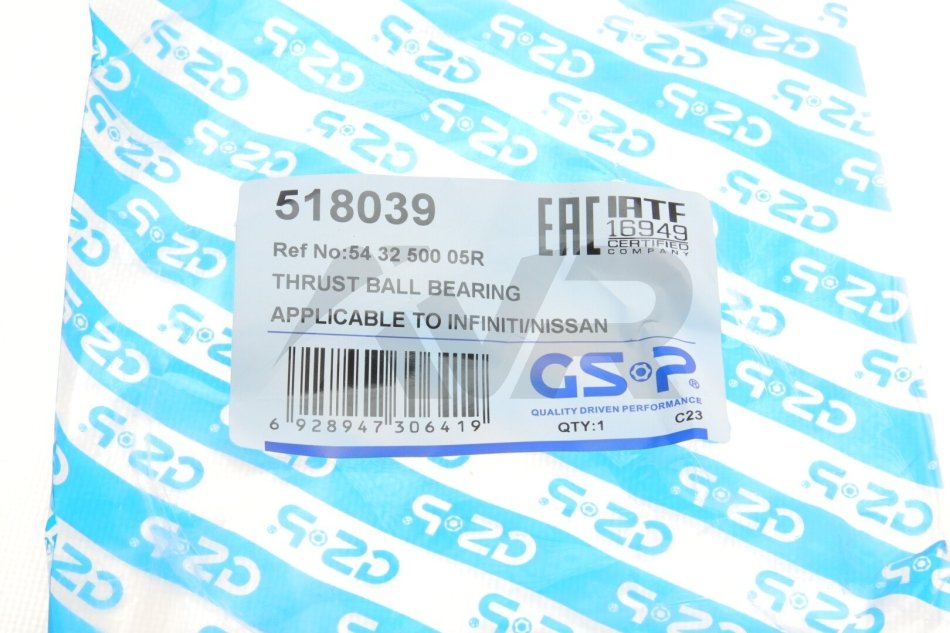 518039
EAC
IATF
16949
CERTIFIED
COMPANY
Ref No:54 32 500 05R
THRUST BALL BEARING
APPLICABLE TO INFINITI/NISSAN
GSP®
QUALITY DRIVEN PERFORMANCE
6 928947 306419
QTY:1
C23